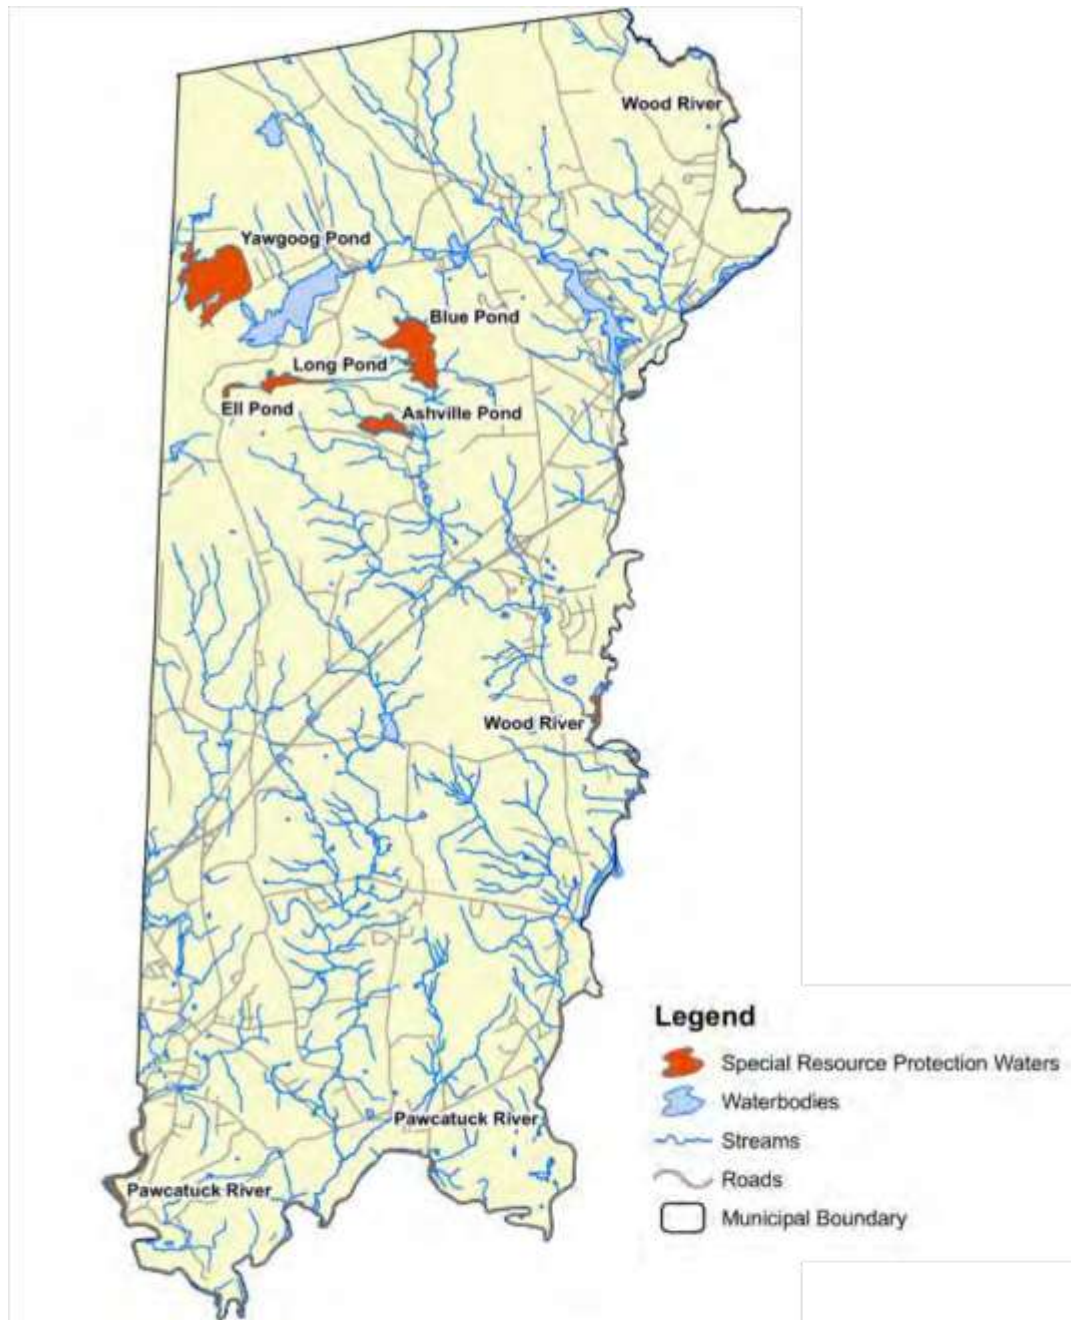 Wood River
Yawgoog Pond
Blue Pond
Long Pond
Ell Pond
Ashville Pond
Wood River
Legend
Special Resource Protection Waters
Waterbodies
Streams
Roads
Municipal Boundary
Pawcatuck River
Pawcatuck River